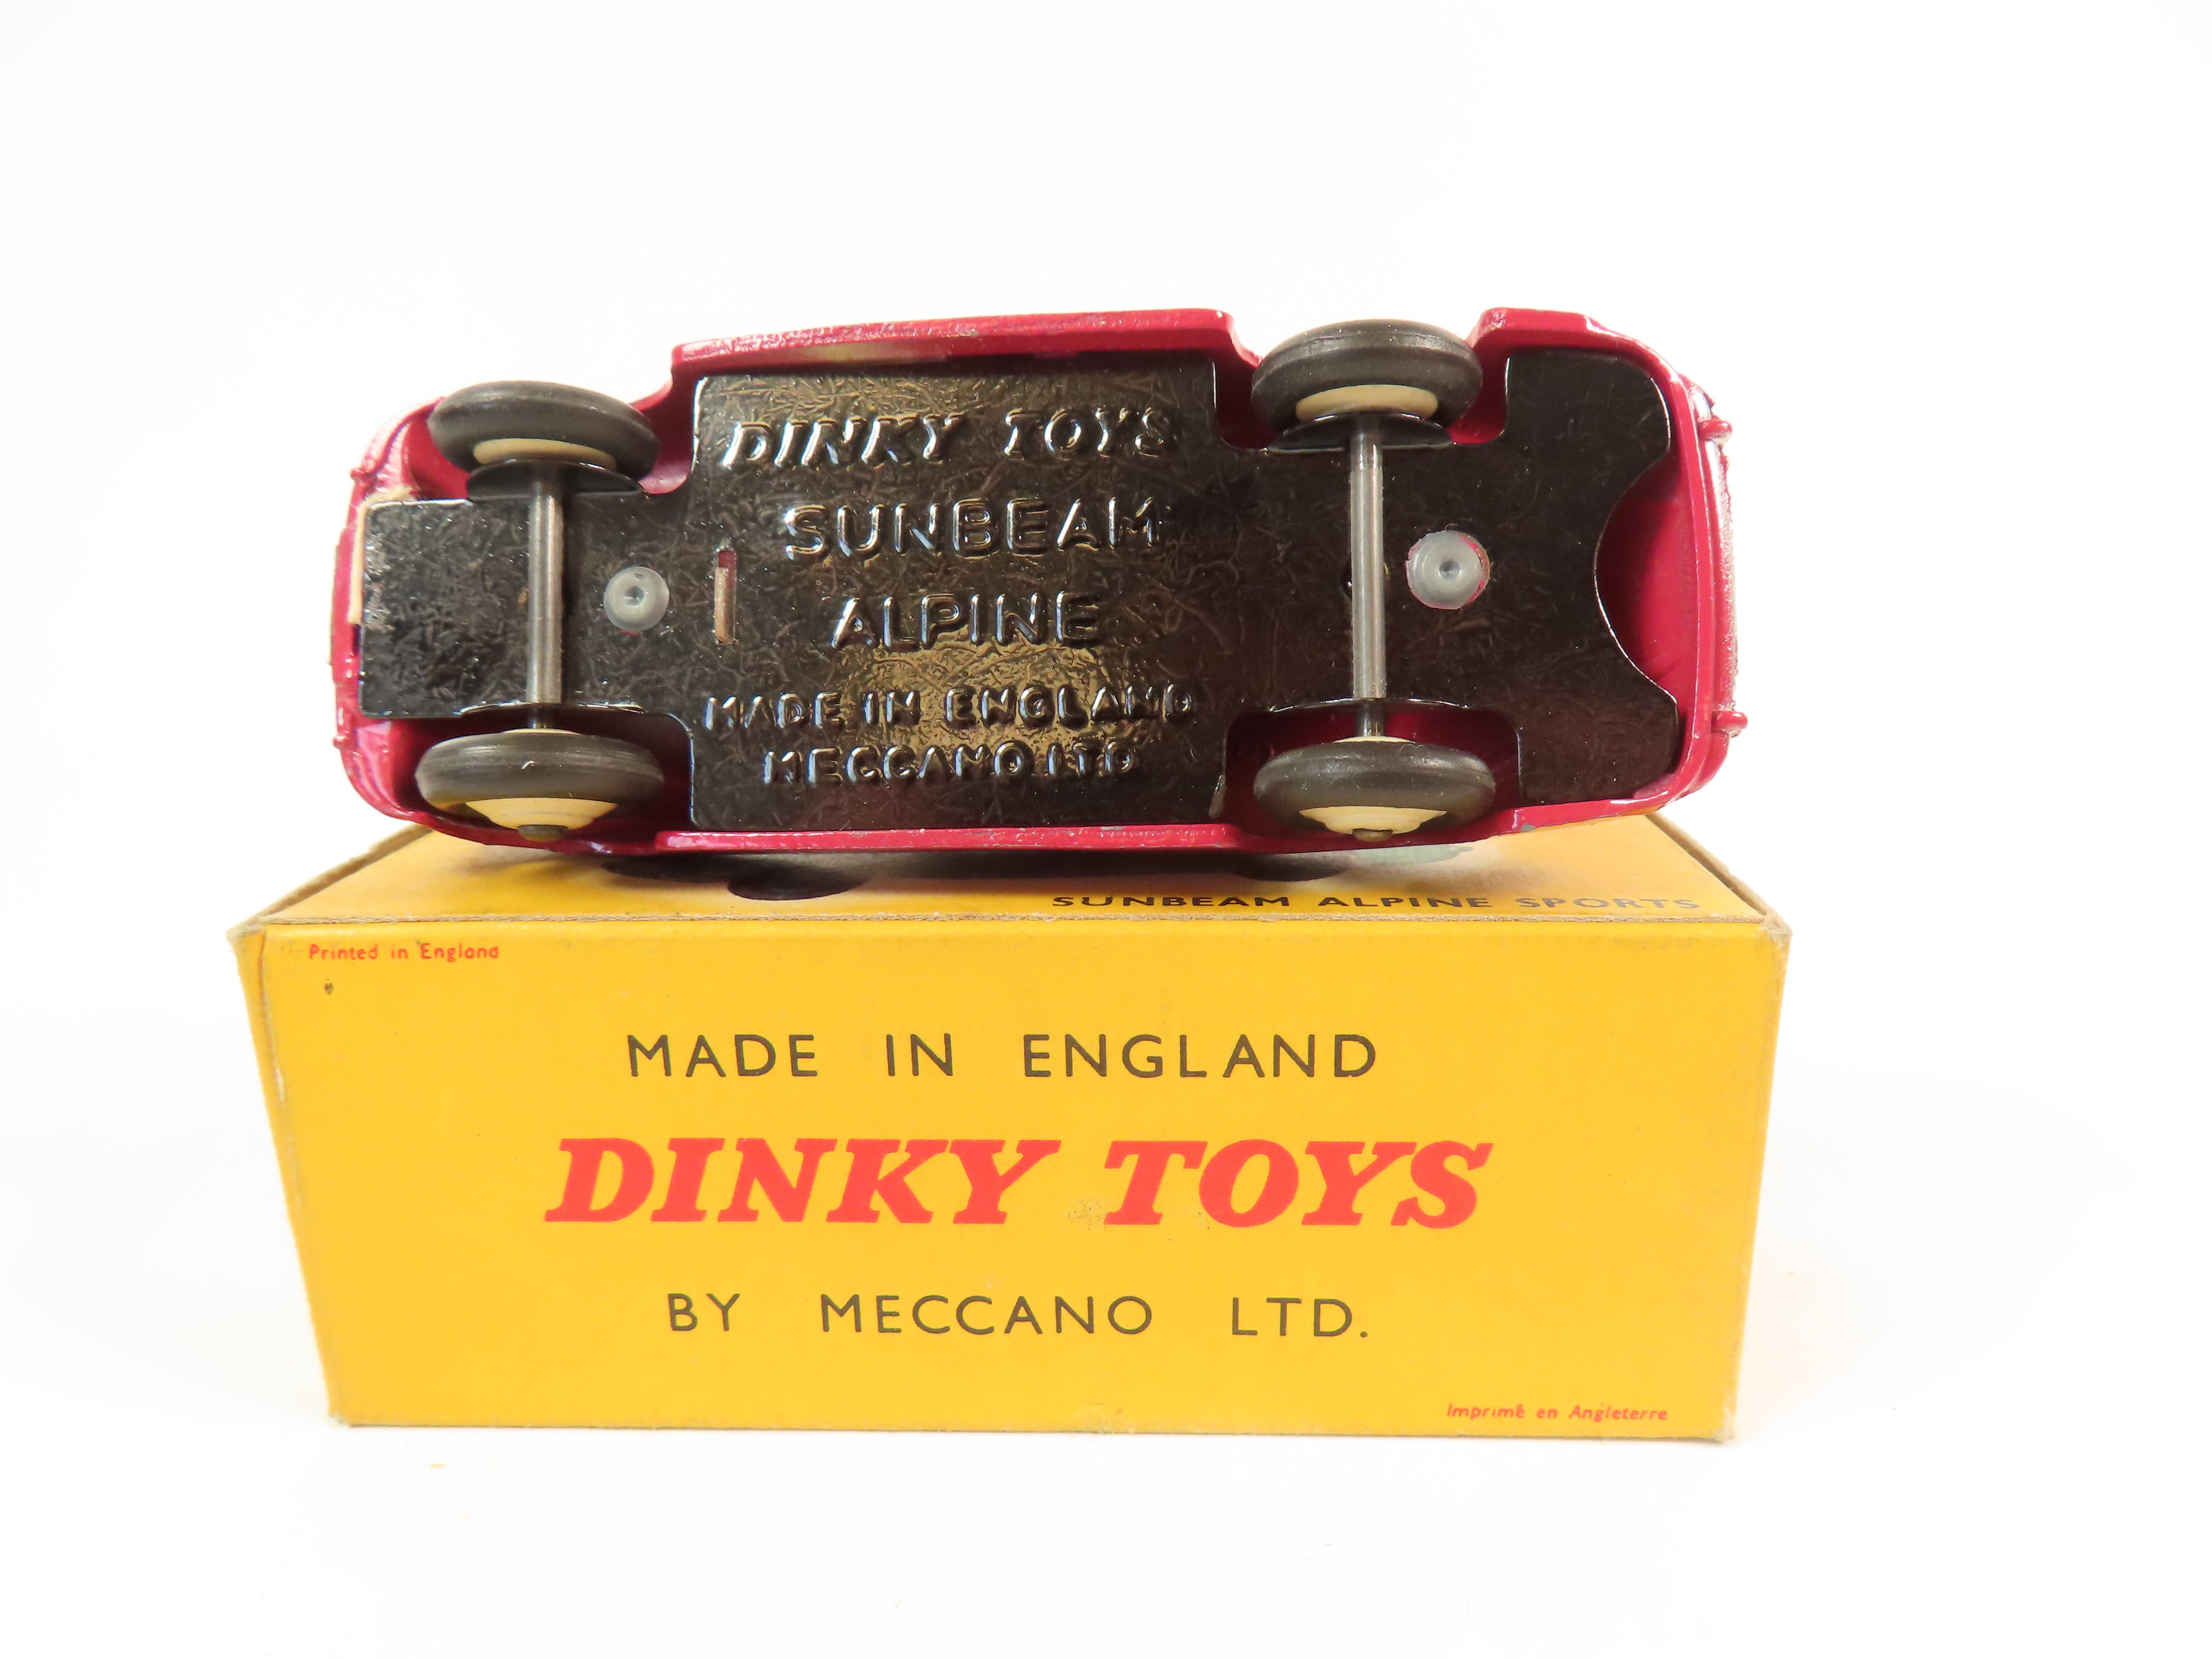 DINKY TOYS
SUNBEAM
ALPINE
MADE IN ENGLAND
MECCANO LTD
SUNBEAM ALPINE SPORTS
Printed in England
MADE IN ENGLAND
DINKY TOYS
BY MECCANO LTD.
Imprimé en Angleterre